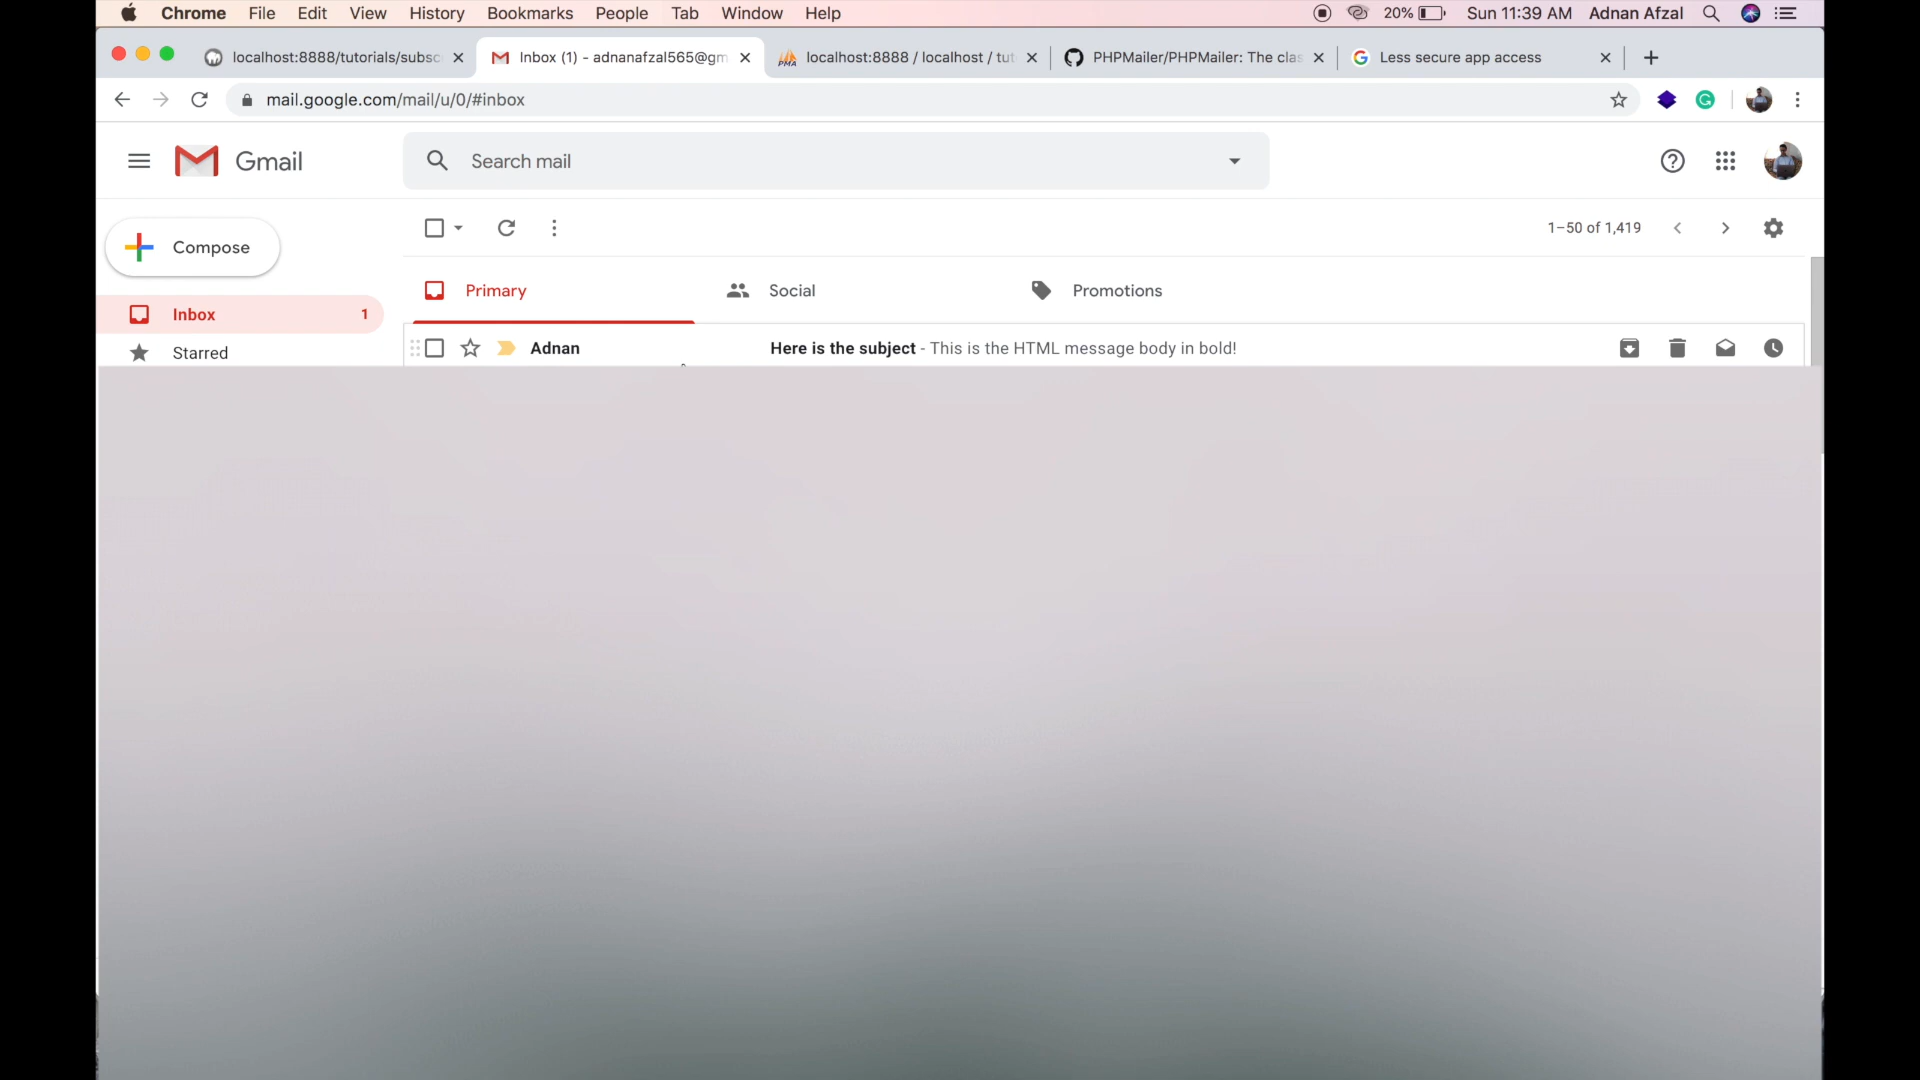 Chrome File Edit View History Bookmarks People Tab Window Help 20% Sun 11:39 AM Adnan Afzal
localhost:8888/tutorials/subsc Inbox (1) - adnanafzal565@gm localhost:8888 / localhost / tut PHPMailer/PHPMailer: The clas Less secure app access
mail.google.com/mail/u/0/#inbox
Gmail Search mail
Compose 1–50 of 1,419
Primary Social Promotions
Inbox 1
Adnan Here is the subject - This is the HTML message body in bold!
Starred